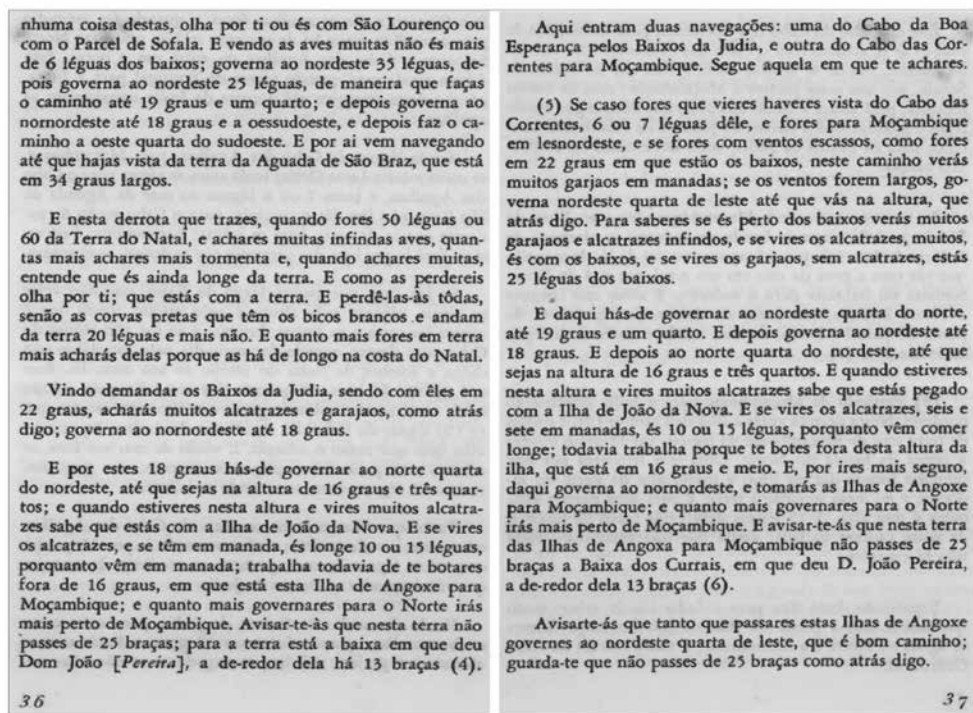 nhuma coisa destas, olha por ti ou és com São Lourenço ou
com o Parcel de Sofala. E vendo as aves muitas não és mais
de 6 léguas dos baixos; governa ao nordeste 35 léguas, de-
pois governa ao nordeste 25 léguas, de maneira que faças
o caminho até 19 graus e um quarto; e depois governa ao
nornordeste até 18 graus e a oessudoeste, e depois faz o ca-
minho a oeste quarta do sudoeste. E por ai vem navegando
até que hajas vista da terra da Aguada de São Braz, que está
em 34 graus largos.
E nesta derrota que trazes, quando fores 50 léguas ou
60 da Terra do Natal, e achares muitas infindas aves, quan-
tas mais achares mais tormenta e, quando achares muitas,
entende que és ainda longe da terra. E como as perdereis
olha por ti; que estás com a terra. E perdê-las-às tôdas,
senão as corvas pretas que têm os bicos brancos e andam
da terra 20 léguas e mais não. E quanto mais fores em terra
mais acharás delas porque as há de longo na costa do Natal.
Vindo demandar os Baixos da Judia, sendo com êles em
22 graus, acharás muitos alcatrazes e garajaos, como atrás
digo; governa ao nornordeste até 18 graus.
E por estes 18 graus hás-de governar ao norte quarta
do nordeste, até que sejas na altura de 16 graus e três quar-
tos; e quando estiveres nesta altura e vires muitos alcatra-
zes sabe que estás com a Ilha de João da Nova. E se vires
os alcatrazes, e se têm em manada, és longe 10 ou 15 léguas,
porquanto vêm em manada; trabalha todavia de te botares
fora de 16 graus, em que está esta Ilha de Angoxe para
Moçambique; e quanto mais governares para o Norte irás
mais perto de Moçambique. Avisar-te-às que nesta terra não
passes de 25 braças; para a terra está a baixa em que deu
Dom João [Pereira], a de-redor dela há 13 braças (4).
36
Aqui entram duas navegações: uma do Cabo da Boa
Esperança pelos Baixos da Judia, e outra do Cabo das Cor-
rentes para Moçambique. Segue aquela em que te achares.
(5) Se caso fores que vieres haveres vista do Cabo das
Correntes, 6 ou 7 léguas dêle, e fores para Moçambique
em lesnordeste, e se fores com ventos escassos, como fores
em 22 graus em que estão os baixos, neste caminho verás
muitos garjaos em manadas; se os ventos forem largos, go-
verna nordeste quarta de leste até que vás na altura, que
atrás digo. Para saberes se és perto dos baixos verás muitos
garajaos e alcatrazes infindos, e se vires os alcatrazes, muitos,
és com os baixos, e se vires os garjaos, sem alcatrazes, estás
25 léguas dos baixos.
E daqui hás-de governar ao nordeste quarta do norte,
até 19 graus e um quarto. E depois governa ao nordeste até
18 graus. E depois ao norte quarta do nordeste, até que
sejas na altura de 16 graus e três quartos. E quando estiveres
nesta altura e vires muitos alcatrazes sabe que estás pegado
com a Ilha de João da Nova. E se vires os alcatrazes, seis e
sete em manadas, és 10 ou 15 léguas, porquanto vêm comer
longe; todavia trabalha porque te botes fora desta altura da
ilha, que está em 16 graus e meio. E, por ires mais seguro,
daqui governa ao nornordeste, e tomarás as Ilhas de Angoxe
para Moçambique; e quanto mais governares para o Norte
irás mais perto de Moçambique. E avisar-te-ás que nesta terra
das Ilhas de Angoxa para Moçambique não passes de 25
braças a Baixa dos Currais, em que deu D. João Pereira,
a de-redor dela 13 braças (6).
Avisarte-ás que tanto que passares estas Ilhas de Angoxe
governes ao nordeste quarta de leste, que é bom caminho;
guarda-te que não passes de 25 braças como atrás digo.
37